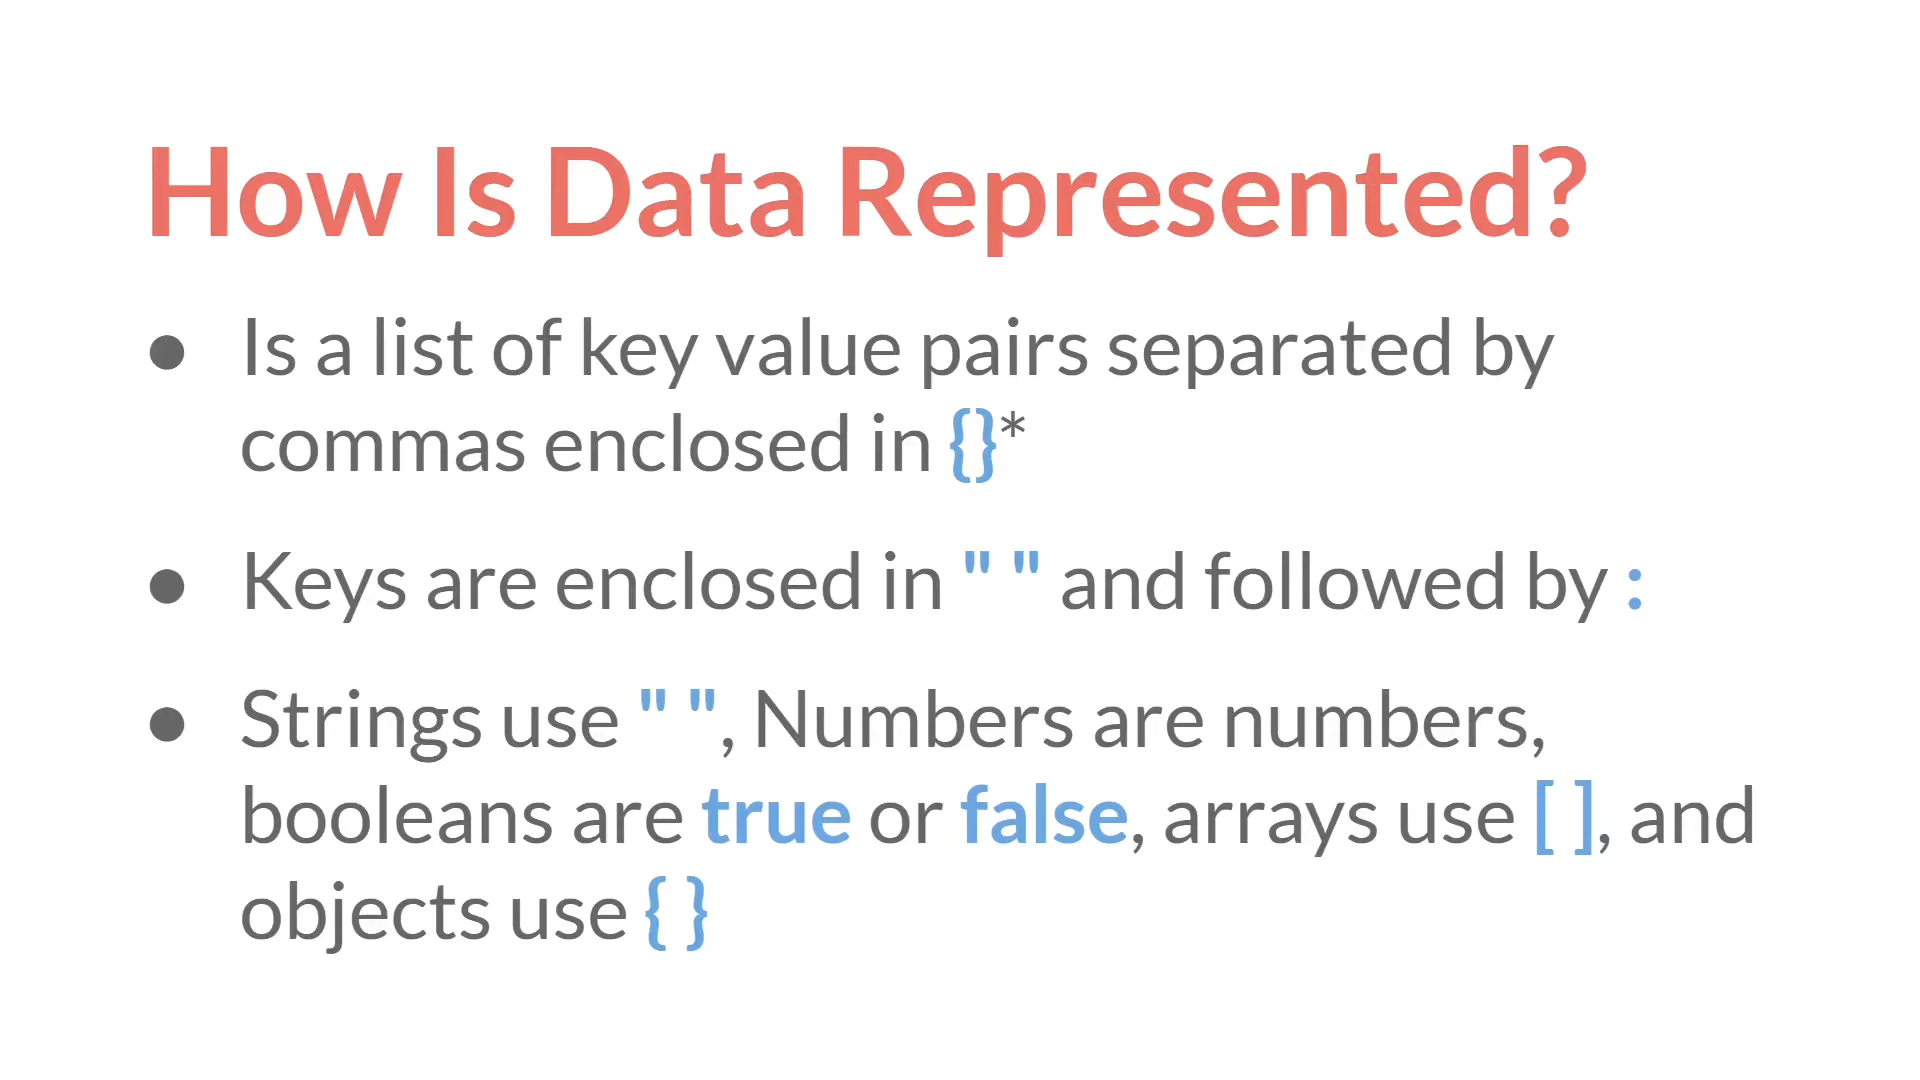 How Is Data Represented?
● Is a list of key value pairs separated by
commas enclosed in {}*
● Keys are enclosed in " " and followed by :
● Strings use " ", Numbers are numbers,
booleans are true or false, arrays use [ ], and
objects use { }